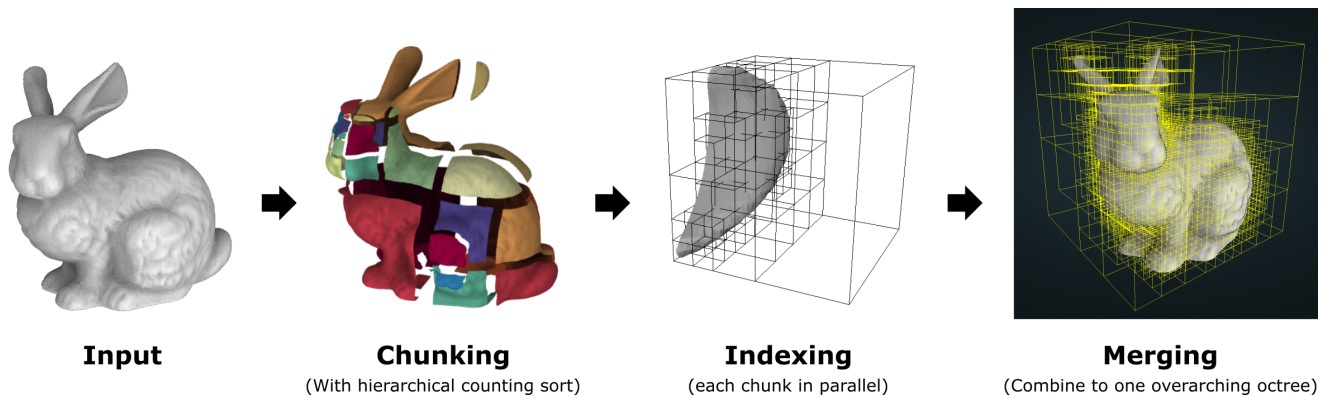 Input
Chunking
(With hierarchical counting sort)
Indexing
(each chunk in parallel)
Merging
(Combine to one overarching octree)